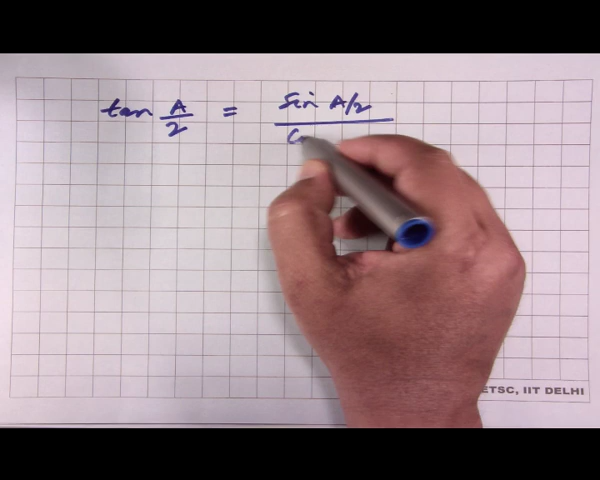 tan A/2 = sin A/2
ETSC, IIT DELHI